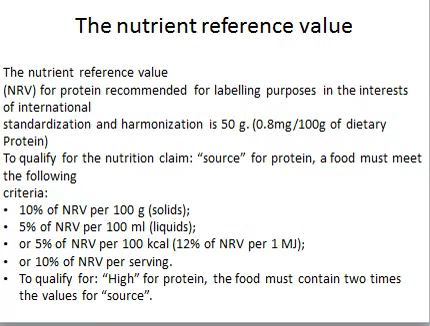 The nutrient reference value
The nutrient reference value
(NRV) for protein recommended for labelling purposes in the interests
of international
standardization and harmonization is 50 g. (0.8mg/100g of dietary
Protein)
To qualify for the nutrition claim: “source” for protein, a food must meet
the following
criteria:
• 10% of NRV per 100 g (solids);
• 5% of NRV per 100 ml (liquids);
• or 5% of NRV per 100 kcal (12% of NRV per 1 MJ);
• or 10% of NRV per serving.
• To qualify for: “High” for protein, the food must contain two times
the values for “source”.